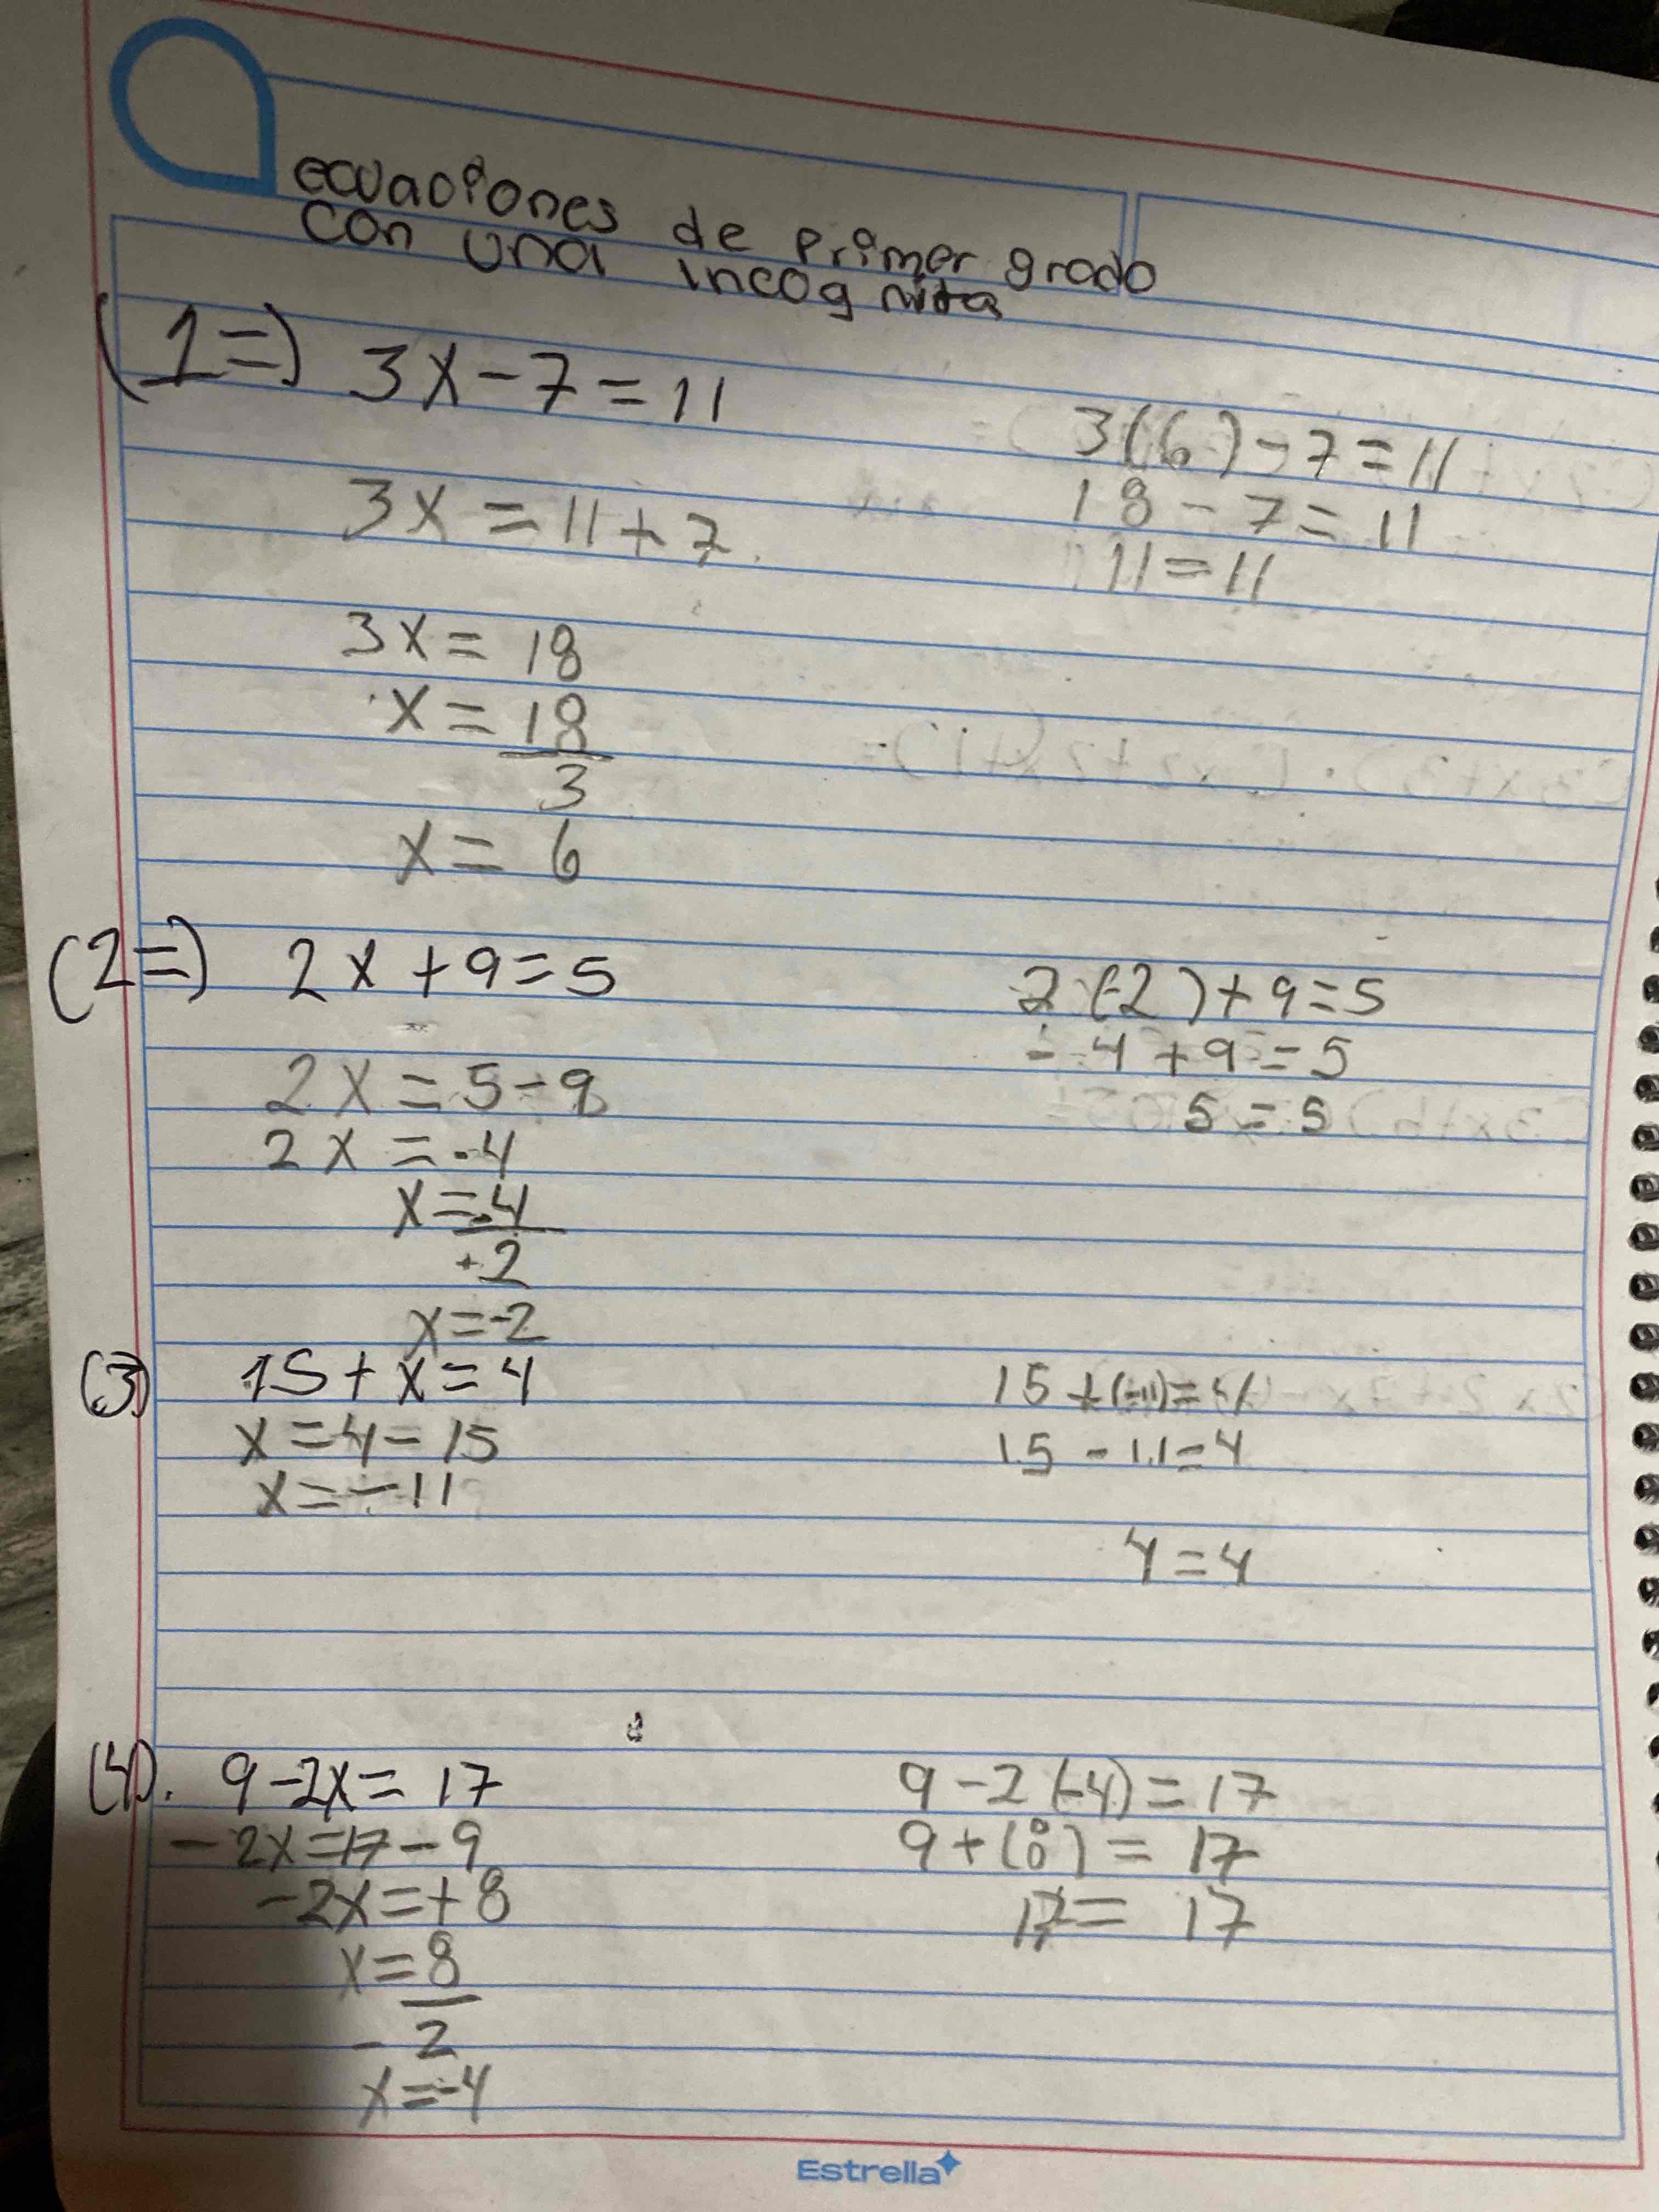 ecuaciones de primer grado
con una incognita
(1=) 3x-7=11
3x=11+7
3x=18
x=18
3
x=6
3(6)-7=11
18-7=11
11=11
(2=) 2x+9=5
2x=5-9
2x=-4
x=-4
+2
x=-2
2(-2)+9=5
-4+9=5
5=5
(3) 15+x=4
x=4-15
x=-11
15+(-11)=4
15-11=4
4=4
(4). 9-2x=17
-2x=17-9
-2x=+8
x=8
-2
x=-4
9-2(-4)=17
9+(8)=17
17=17
Estrella